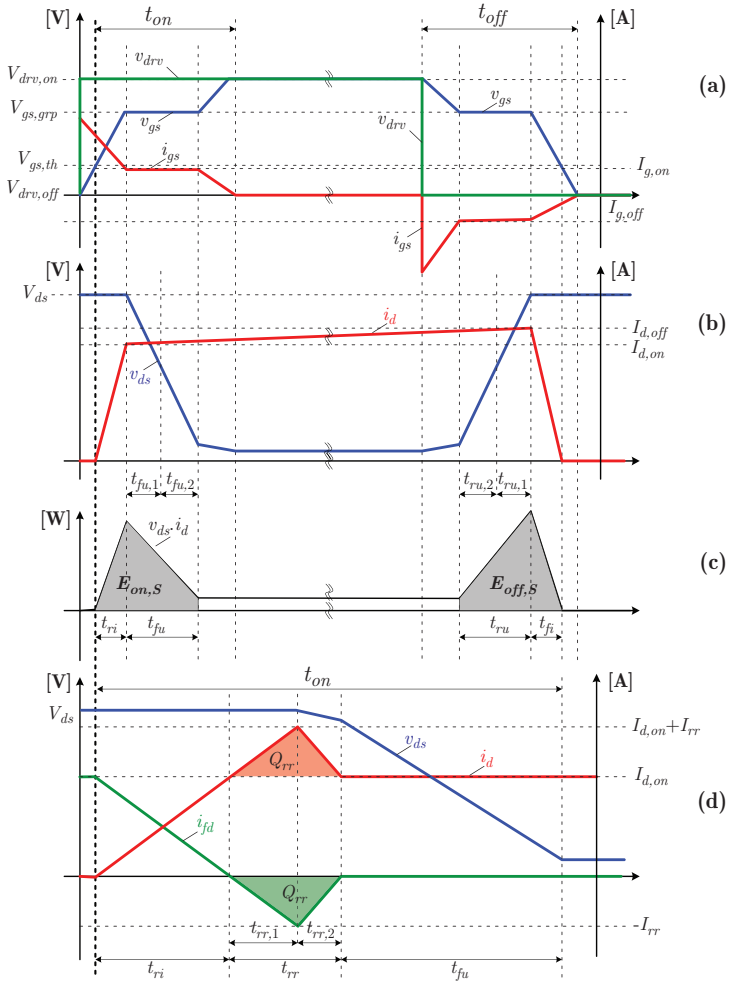 [V] t_on t_off [A]
V_drv,on v_drv
(a)
V_gs,grp v_gs v_drv v_gs
V_gs,th i_gs I_g,on
V_drv,off I_g,off
i_gs
[V] [A]
V_ds i_d I_d,off
(b)
I_d,on
v_ds
t_fu,1 t_fu,2 t_ru,2 t_ru,1
[W] v_ds·i_d
(c)
E_on,S E_off,S
t_ri t_fu t_ru t_fi
[V] t_on [A]
V_ds I_d,on+I_rr
v_ds
Q_rr i_d I_d,on
(d)
i_fd
Q_rr
t_rr,1 t_rr,2 I_rr
t_ri t_rr t_fu